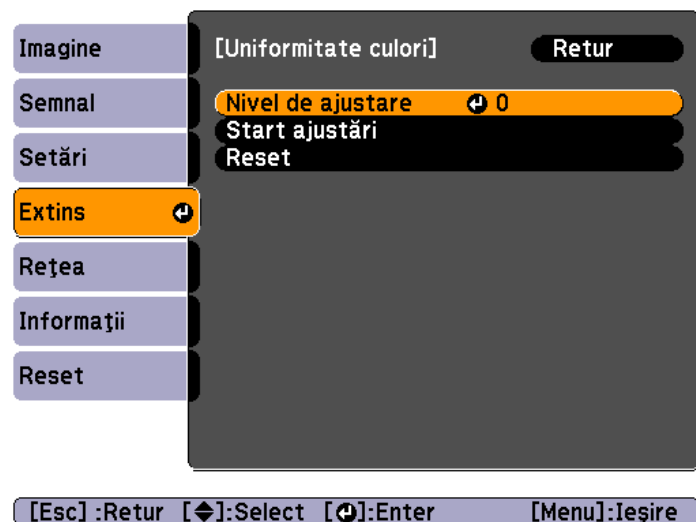 Imagine
Semnal
Setări
Extins
Reţea
Informaţii
Reset
[Uniformitate culori] Retur
Nivel de ajustare 0
Start ajustări
Reset
[Esc] :Retur [◆]:Select [↵]:Enter [Menu]:Ieşire